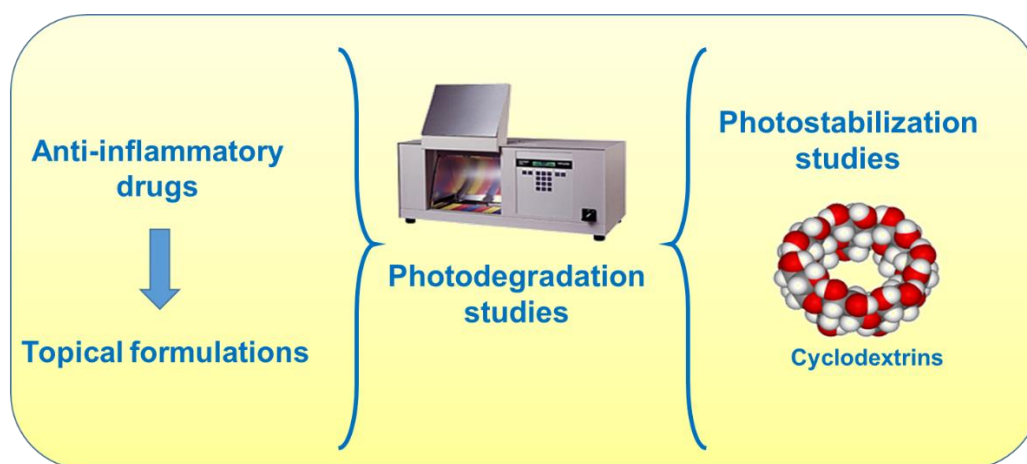 Anti-inflammatory
drugs
Topical formulations
Photodegradation
studies
Photostabilization
studies
Cyclodextrins